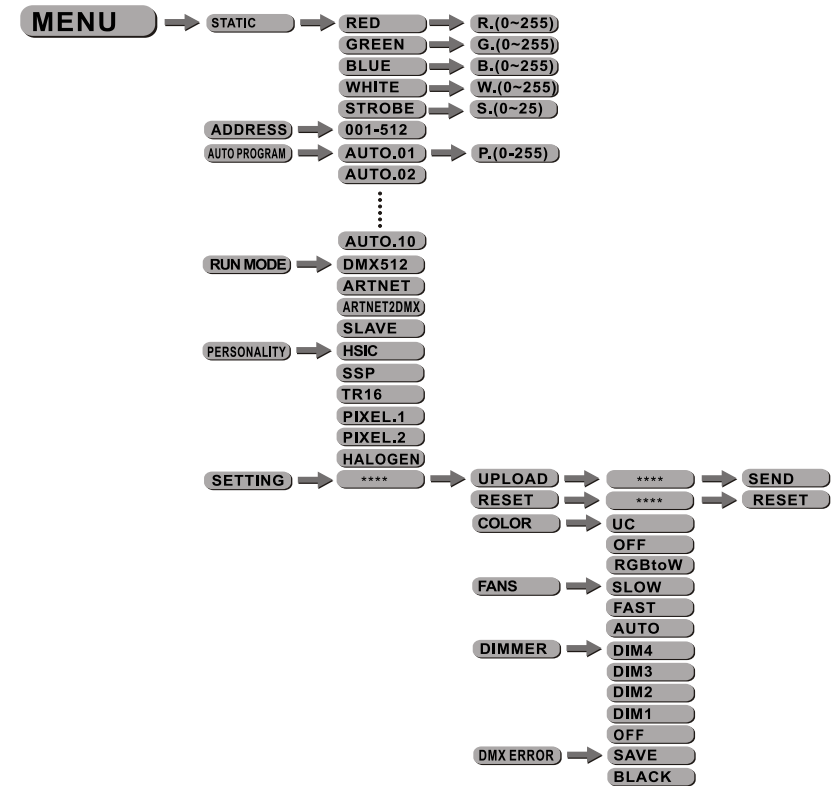 MENU STATIC RED R.(0~255)
GREEN G.(0~255)
BLUE B.(0~255)
WHITE W.(0~255)
STROBE S.(0~25)
ADDRESS 001-512
AUTO PROGRAM AUTO.01 P.(0-255)
AUTO.02
AUTO.10
RUN MODE DMX512
ARTNET
ARTNET2DMX
SLAVE
PERSONALITY HSIC
SSP
TR16
PIXEL.1
PIXEL.2
HALOGEN
SETTING **** UPLOAD **** SEND
RESET **** RESET
COLOR UC
OFF
RGBtoW
FANS SLOW
FAST
AUTO
DIMMER DIM4
DIM3
DIM2
DIM1
OFF
DMX ERROR SAVE
BLACK